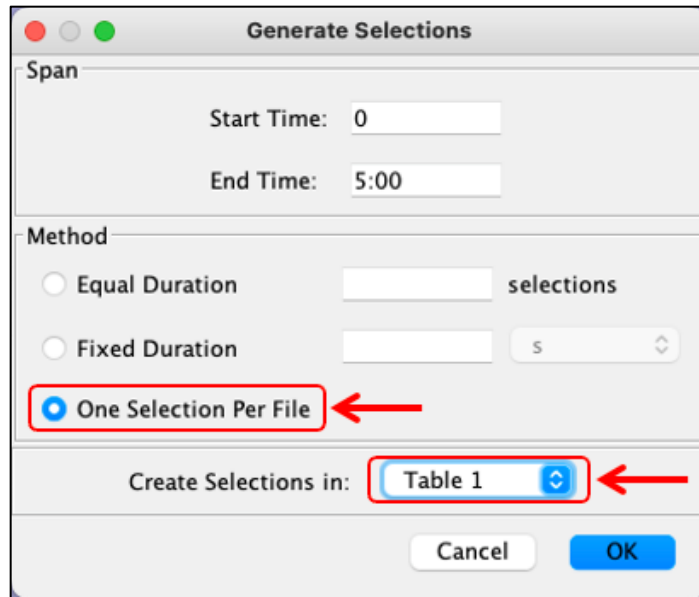 Generate Selections
Span
Start Time: 0
End Time: 5:00
Method
Equal Duration selections
Fixed Duration s
One Selection Per File
Create Selections in: Table 1
Cancel OK